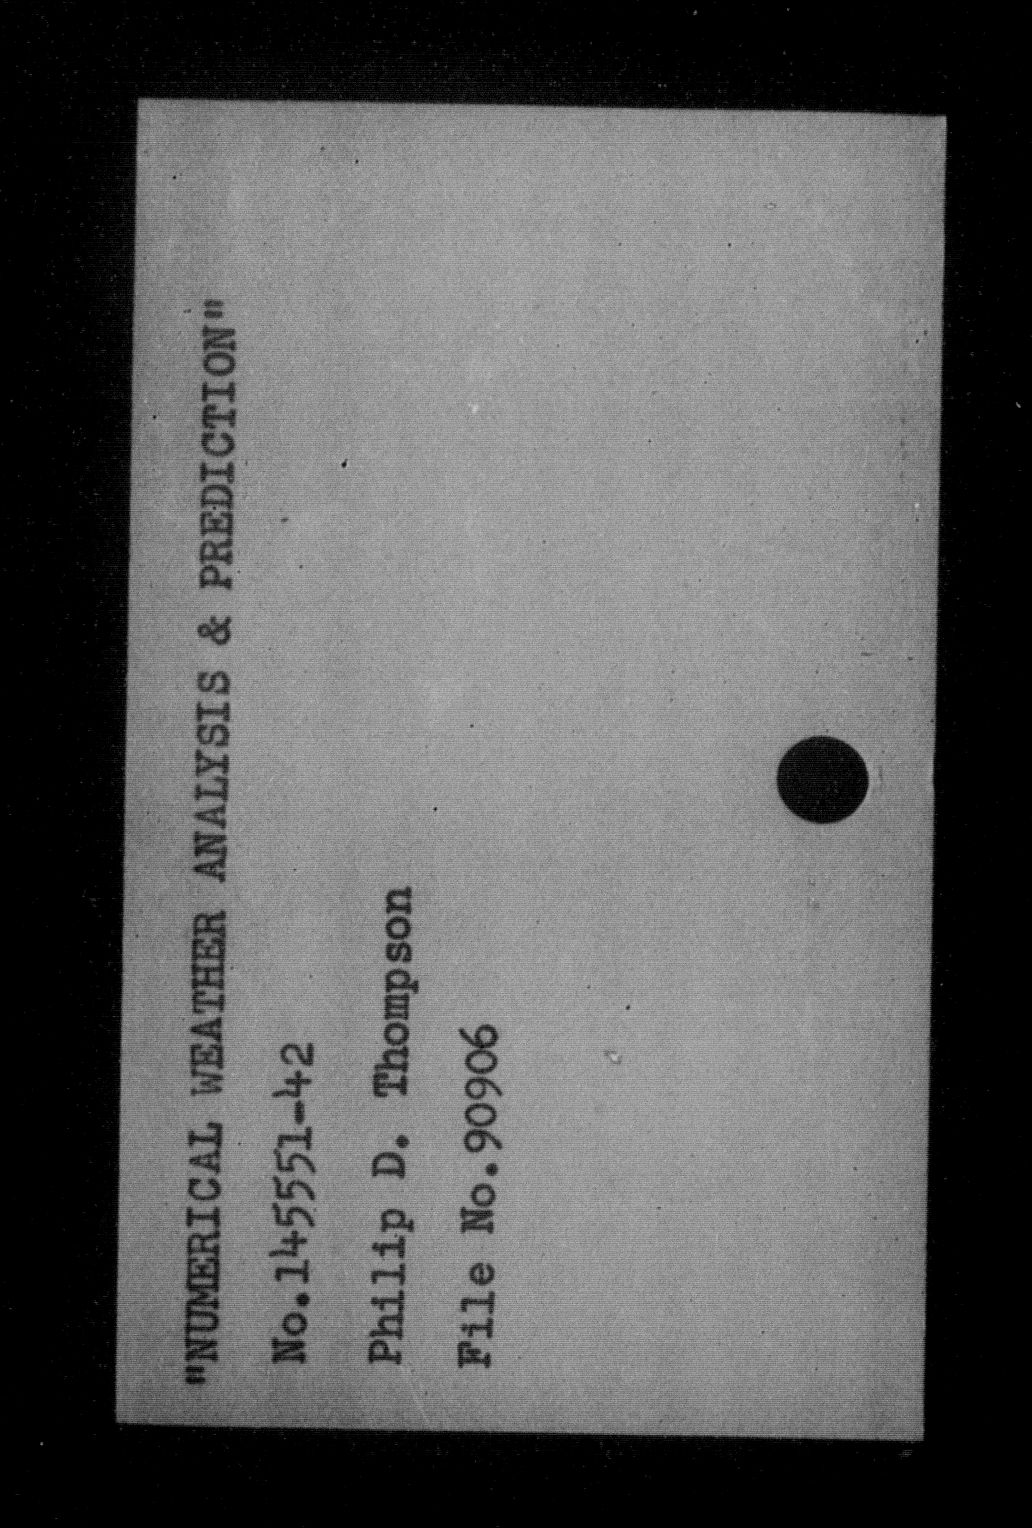 "NUMERICAL WEATHER ANALYSIS & PREDICTION"
No.145551-42
Philip D. Thompson
File No.90906